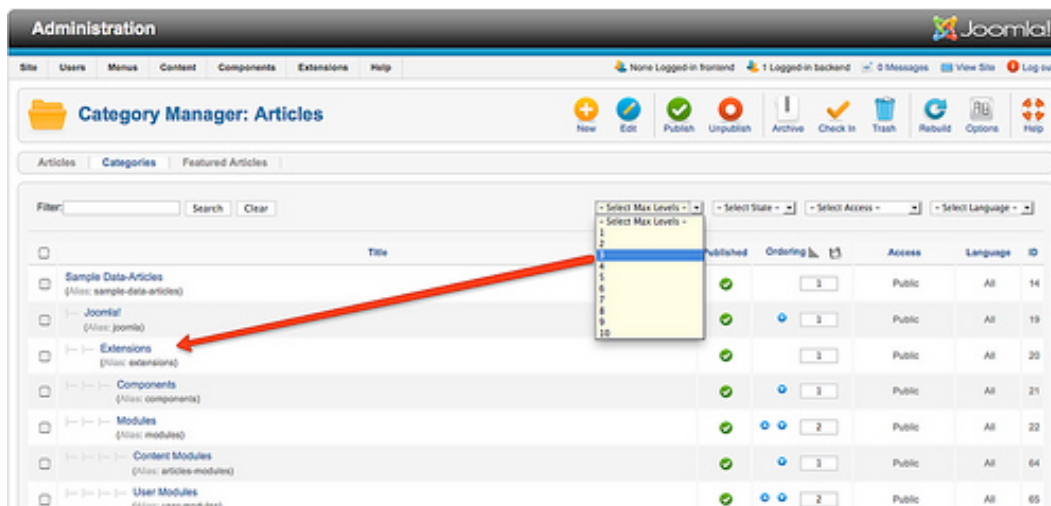 Administration
Joomla!
Site Users Menus Content Components Extensions Help
None Logged-in frontend 1 Logged-in backend 0 Messages View Site Log ou
Category Manager: Articles
New Edit Publish Unpublish Archive Check In Trash Rebuild Options Help
Articles Categories Featured Articles
Filter: Search Clear
- Select Max Levels - - Select State - - Select Access - - Select Language -
- Select Max Levels -
1
2
3
4
5
6
7
8
9
10
Title Published Ordering Access Language ID
Sample Data-Articles
(Alias: sample-data-articles)
1 Public All 14
Joomla!
(Alias: joomla)
1 Public All 19
Extensions
(Alias: extensions)
1 Public All 20
Components
(Alias: components)
1 Public All 21
Modules
(Alias: modules)
2 Public All 22
Content Modules
(Alias: articles-modules)
1 Public All 64
User Modules
(Alias: user-modules)
2 Public All 65